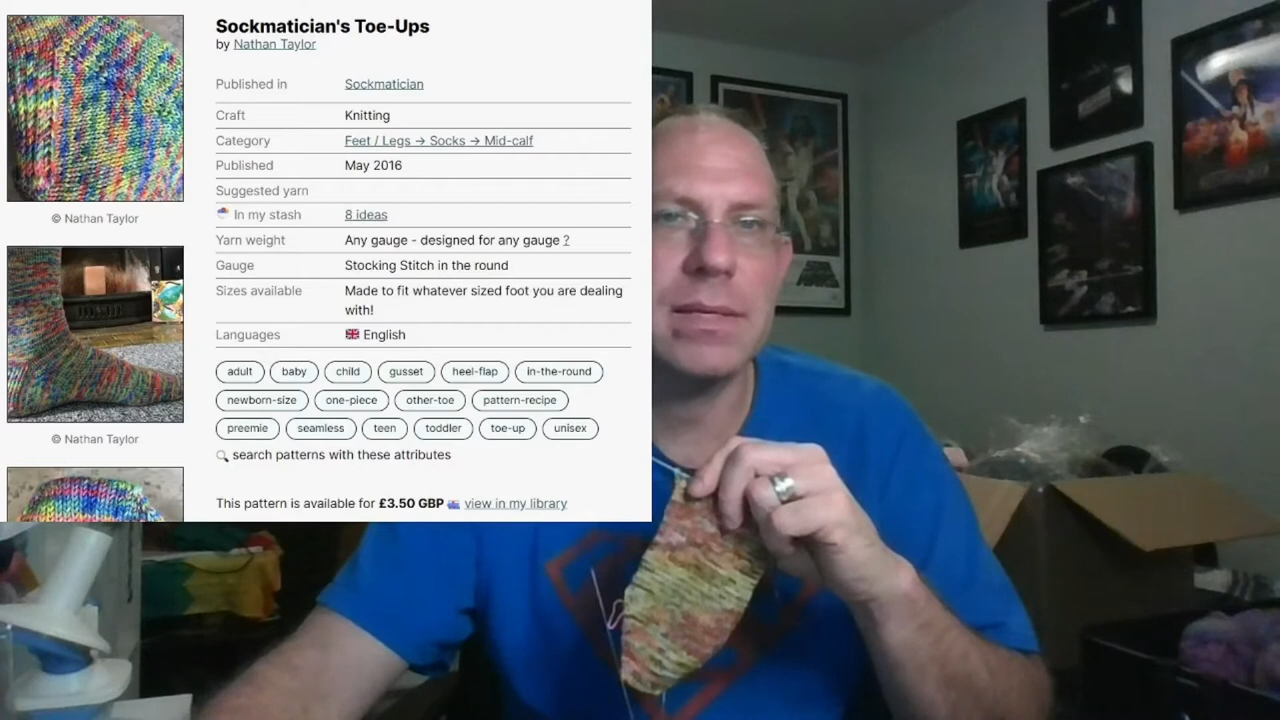 Sockmatician's Toe-Ups
by Nathan Taylor
Published in Sockmatician
Craft Knitting
Category Feet / Legs → Socks → Mid-calf
Published May 2016
Suggested yarn
In my stash 8 ideas
Yarn weight Any gauge - designed for any gauge ?
Gauge Stocking Stitch in the round
Sizes available Made to fit whatever sized foot you are dealing
with!
Languages English
adult baby child gusset heel-flap in-the-round
newborn-size one-piece other-toe pattern-recipe
preemie seamless teen toddler toe-up unisex
search patterns with these attributes
This pattern is available for £3.50 GBP view in my library
© Nathan Taylor
© Nathan Taylor